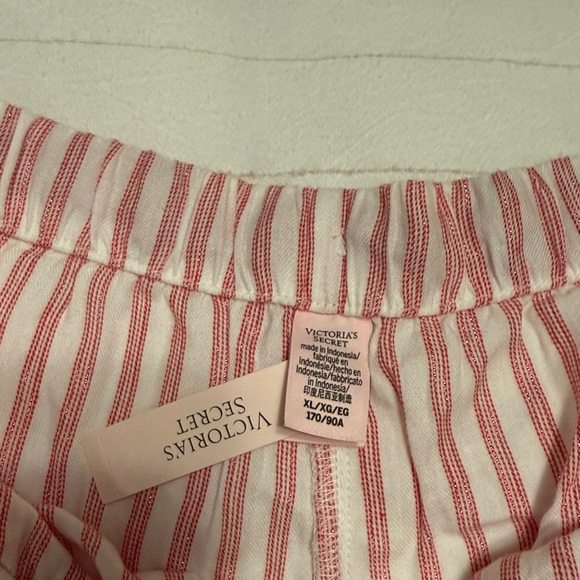 VICTORIA'S
SECRET
made in Indonesia/
fabriqué en
Indonésie/hecho en
Indonesia/fabbricato
in Indonesia/
印度尼西亚制造
XL/XG/EG
170/90A
VICTORIA'S
SECRET